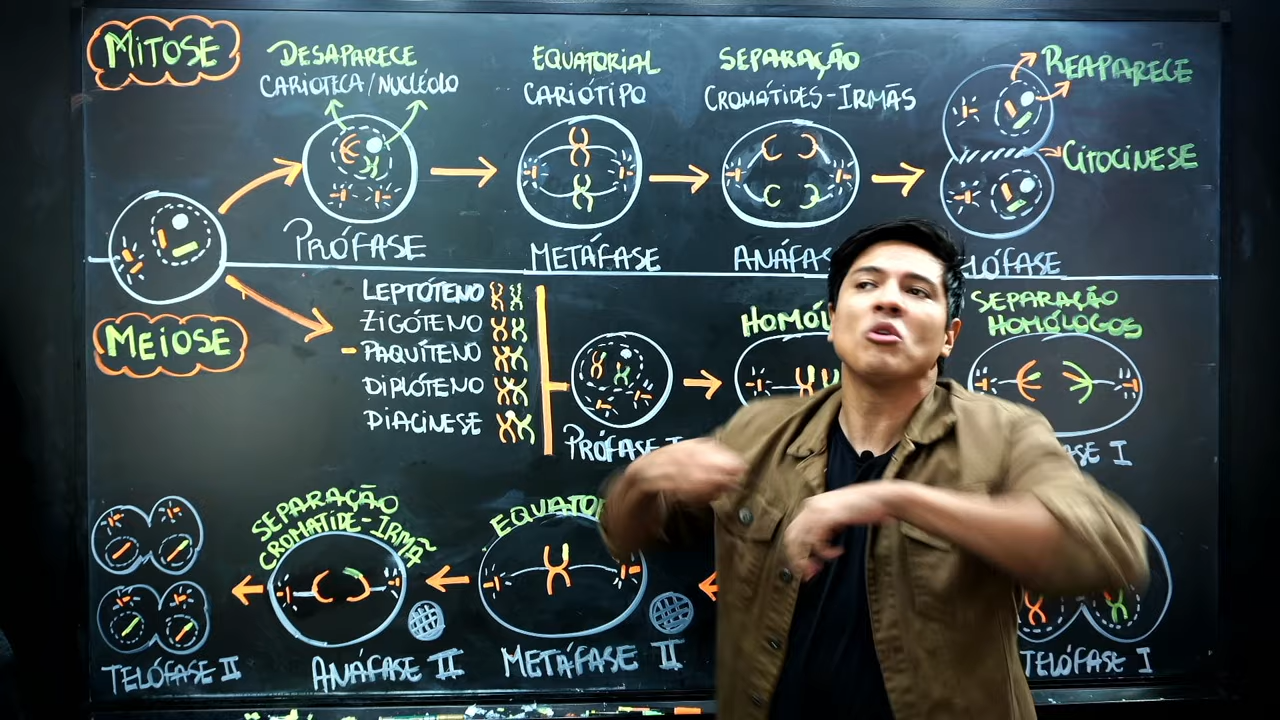 MITOSE
DESAPARECE
CARIOTECA/NUCLÉOLO
EQUATORIAL
CARIÓTIPO
SEPARAÇÃO
CROMÁTIDES-IRMÃS
REAPARECE
CITOCINESE
PRÓFASE
METÁFASE
ANÁFAS
LÓFASE
MEIOSE
LEPTÓTENO
ZIGÓTENO
- PAQUÍTENO
DIPLÓTENO
DIACINESE
PRÓFASE I
HOMÓL
SEPARAÇÃO
HOMÓLOGOS
ASE I
SEPARAÇÃO
CROMÁTIDE-IRMÃ
EQUATO
TELÓFASE II
ANÁFASE II
METÁFASE II
TELÓFASE I